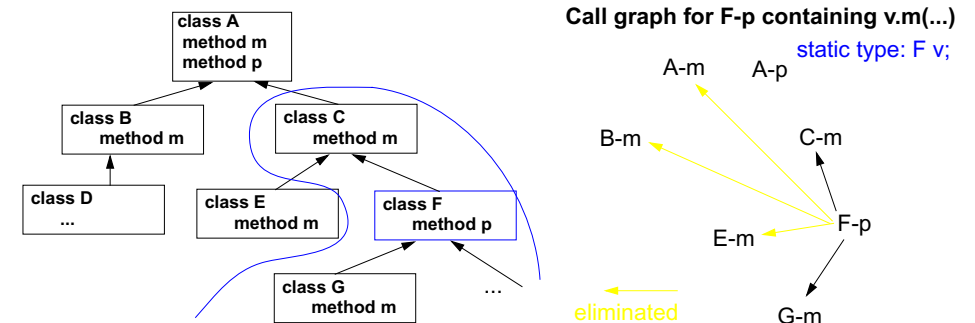 class A
method m
method p
class B
method m
class C
method m
class D
...
class E
method m
class F
method p
class G
method m
...
Call graph for F-p containing v.m(...)
static type: F v;
A-m
A-p
B-m
C-m
E-m
F-p
eliminated
G-m